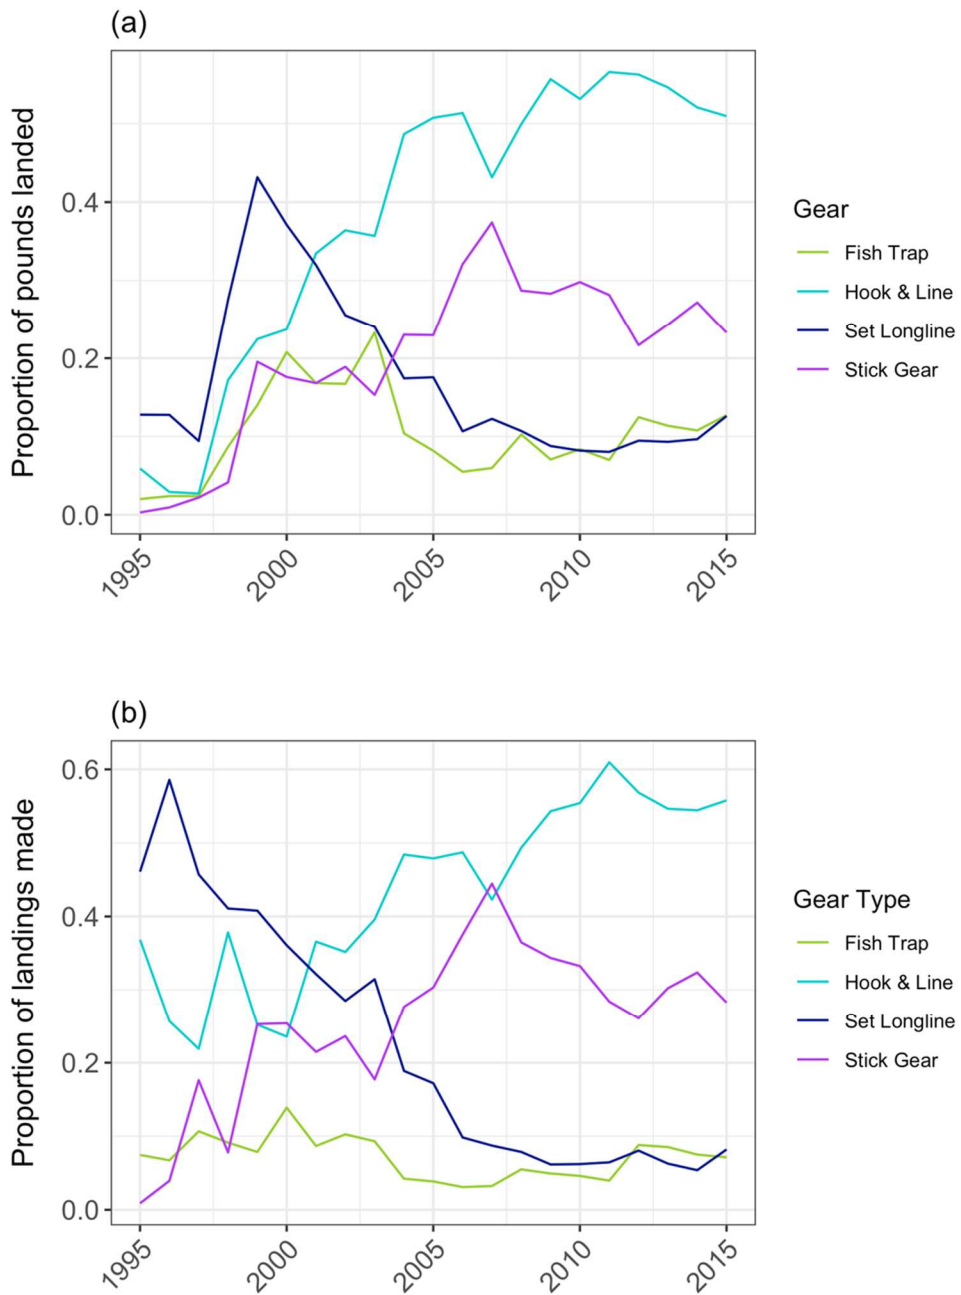 (a)
Proportion of pounds landed
0.4
0.2
0.0
1995
2000
2005
2010
2015
Gear
Fish Trap
Hook & Line
Set Longline
Stick Gear
(b)
Proportion of landings made
0.6
0.4
0.2
0.0
1995
2000
2005
2010
2015
Gear Type
Fish Trap
Hook & Line
Set Longline
Stick Gear